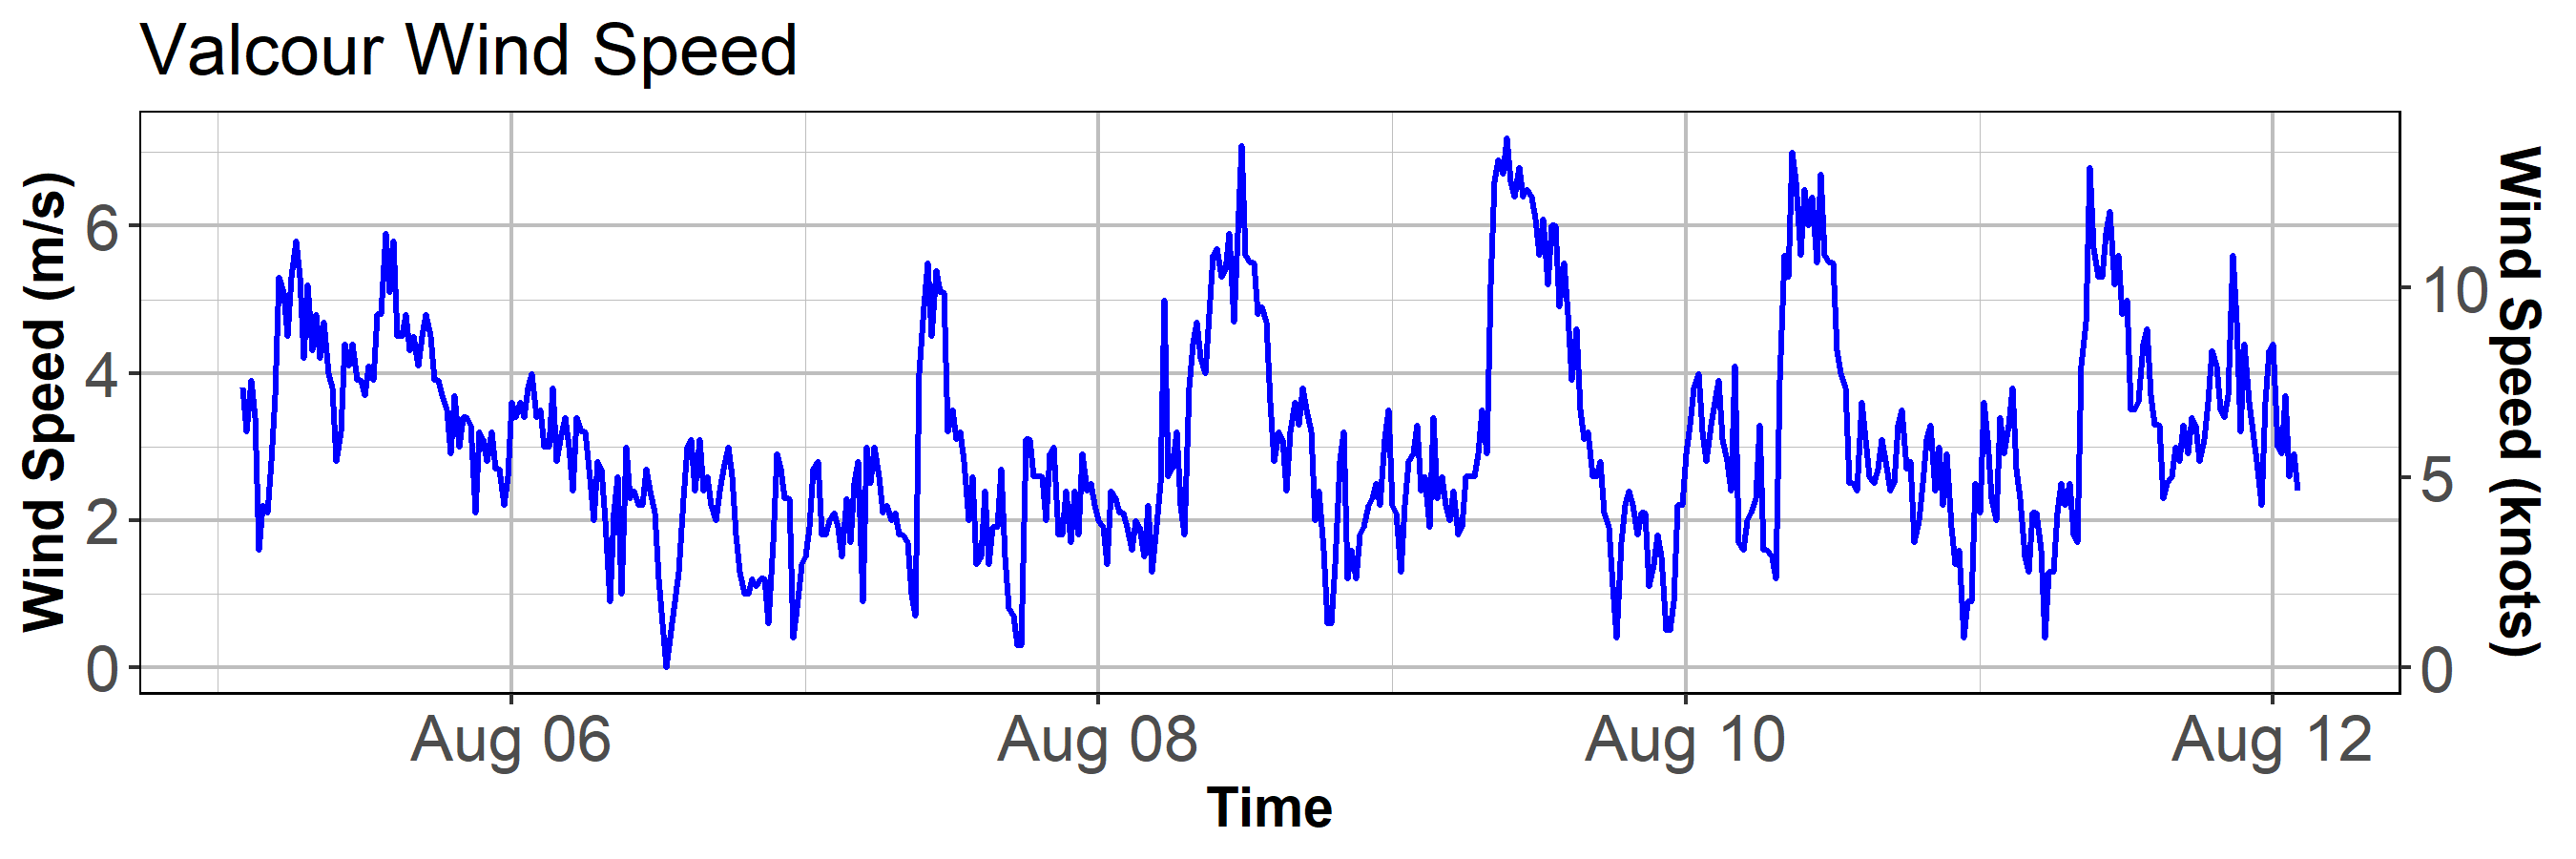 Valcour Wind Speed
Wind Speed (m/s)
6
4
2
0
10
5
0
Wind Speed (knots)
Aug 06
Aug 08
Aug 10
Aug 12
Time